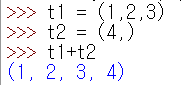 >>> t1 = (1,2,3)
>>> t2 = (4,)
>>> t1+t2
(1, 2, 3, 4)